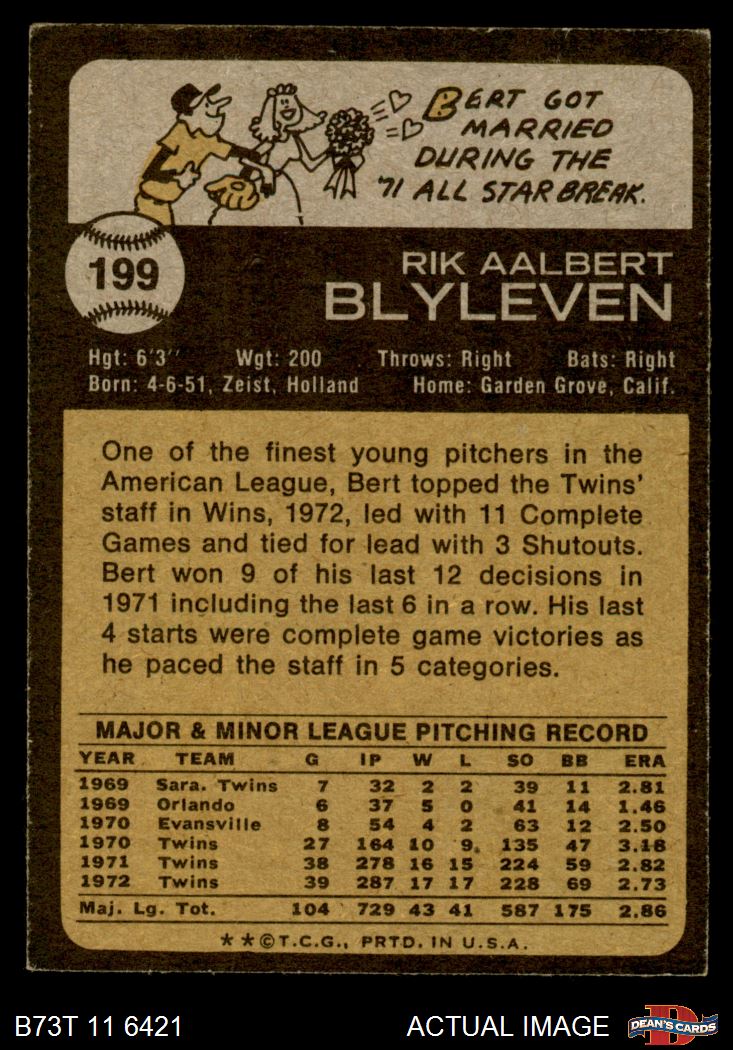 BERT GOT
MARRIED
DURING THE
'71 ALL STAR BREAK.
199
RIK AALBERT
BLYLEVEN
Hgt: 6'3" Wgt: 200 Throws: Right Bats: Right
Born: 4-6-51, Zeist, Holland Home: Garden Grove, Calif.
One of the finest young pitchers in the
American League, Bert topped the Twins'
staff in Wins, 1972, led with 11 Complete
Games and tied for lead with 3 Shutouts.
Bert won 9 of his last 12 decisions in
1971 including the last 6 in a row. His last
4 starts were complete game victories as
he paced the staff in 5 categories.
MAJOR & MINOR LEAGUE PITCHING RECORD
YEAR TEAM G IP W L SO BB ERA
1969 Sara. Twins 7 32 2 2 39 11 2.81
1969 Orlando 6 37 5 0 41 14 1.46
1970 Evansville 8 54 4 2 63 12 2.50
1970 Twins 27 164 10 9 135 47 3.18
1971 Twins 38 278 16 15 224 59 2.82
1972 Twins 39 287 17 17 228 69 2.73
Maj. Lg. Tot. 104 729 43 41 587 175 2.86
* * © T.C.G., PRTD. IN U.S.A.
B73T 11 6421 ACTUAL IMAGE
D
DEAN'S CARDS